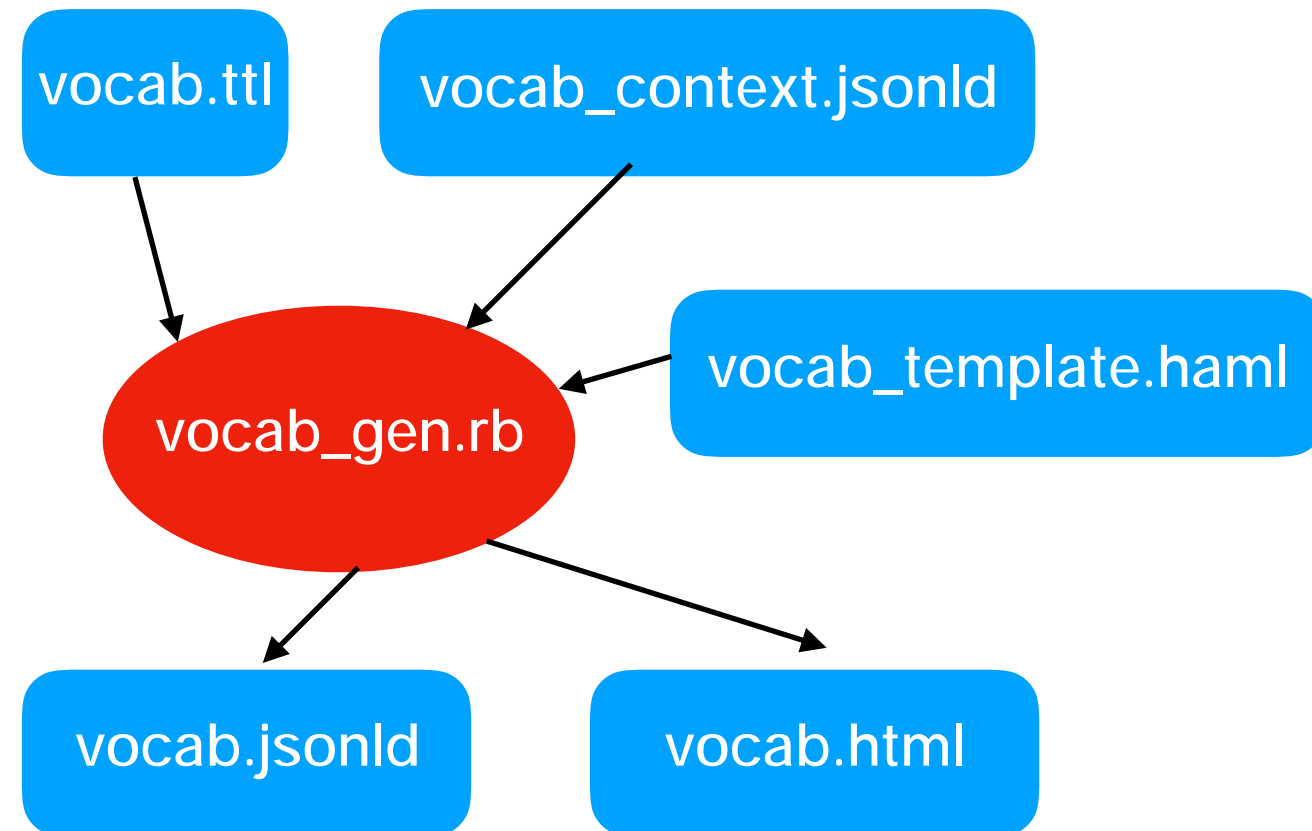 vocab.ttl
vocab_context.jsonld
vocab_template.haml
vocab_gen.rb
vocab.jsonld
vocab.html